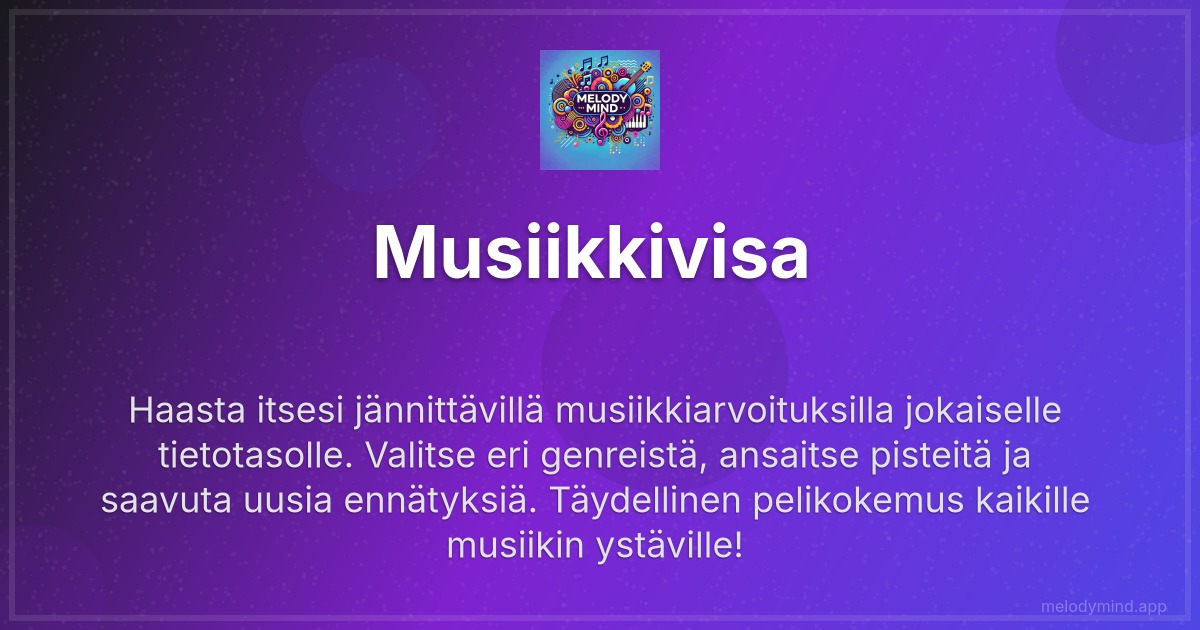 MELODY
MIND
Musiikkivisa
Haasta itsesi jännittävillä musiikkiarvoituksilla jokaiselle
tietotasolle. Valitse eri genreistä, ansaitse pisteitä ja
saavuta uusia ennätyksiä. Täydellinen pelikokemus kaikille
musiikin ystäville!
melodymind.app